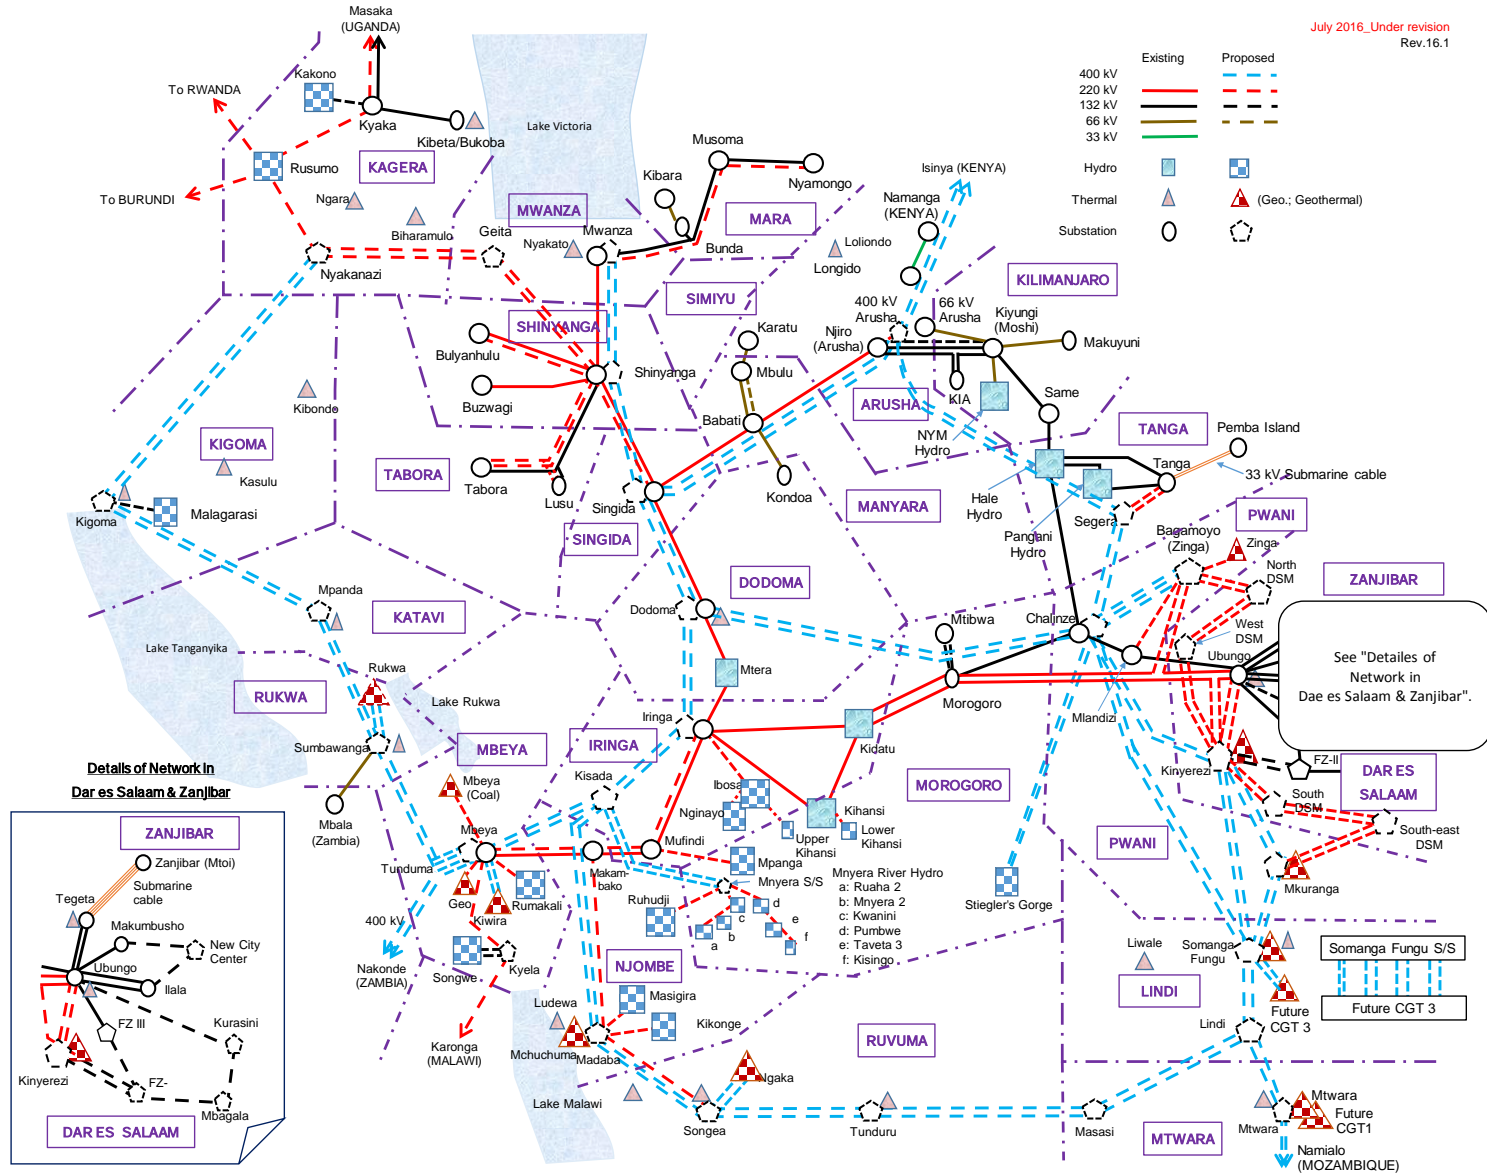 July 2016_Under revision
Rev.16.1
Existing
Proposed
400 kV
220 kV
132 kV
66 kV
33 kV
Hydro
Thermal
(Geo.; Geothermal)
Substation
Masaka
(UGANDA)
Kakono
To RWANDA
Kyaka
Kibeta/Bukoba
Lake Victoria
Rusumo
KAGERA
To BURUNDI
Ngara
Biharamulo
MWANZA
Musoma
Kibara
Nyamongo
MARA
Isinya (KENYA)
Namanga
(KENYA)
Geita
Nyakato
Mwanza
Bunda
Loliondo
Longido
Nyakanazi
KILIMANJARO
SIMIYU
SHINYANGA
400 kV
Arusha
66 kV
Arusha
Kiyungi
(Moshi)
Karatu
Njiro
(Arusha)
Makuyuni
Bulyanhulu
Shinyanga
Mbulu
Buzwagi
Kibondo
KIA
Same
ARUSHA
Babati
NYM
Hydro
TANGA
Pemba Island
KIGOMA
Kasulu
TABORA
Tabora
Lusu
Singida
Kondoa
MANYARA
Tanga
33 kV Submarine cable
Hale
Hydro
Kigoma
Malagarasi
SINGIDA
Segera
Pangani
Hydro
PWANI
Bagamoyo
(Zinga)
Zinga
North
DSM
ZANJIBAR
DODOMA
Mpanda
KATAVI
Dodoma
Mtibwa
Chalinze
West
DSM
Ubungo
See "Detailes of
Network in
Dae es Salaam & Zanjibar".
Lake Tanganyika
Rukwa
RUKWA
Lake Rukwa
Mtera
Morogoro
Mlandizi
Iringa
Sumbawanga
MBEYA
IRINGA
Kidatu
Kinyerezi
FZ-II
DAR ES
SALAAM
Details of Network in
Dar es Salaam & Zanjibar
Mbeya
(Coal)
Kisada
Ibosa
MOROGORO
South
DSM
Mbala
(Zambia)
Nginayo
Kihansi
South-east
DSM
ZANJIBAR
Mbeya
Mufindi
Upper
Kihansi
Lower
Kihansi
PWANI
Zanjibar (Mtoi)
Tunduma
Makam-
bako
Mpanga
Mnyera River Hydro
Mnyera S/S
a: Ruaha 2
b: Mnyera 2
c: Kwanini
d: Pumbwe
e: Taveta 3
f: Kisingo
Mkuranga
Submarine
cable
Tegeta
Geo
Kiwira
Rumakali
Ruhudji
c
d
b
e
a
f
Stiegler's Gorge
Makumbusho
New City
Center
400 kV
Ubungo
Nakonde
(ZAMBIA)
Songwe
Kyela
NJOMBE
Liwale
Somanga
Fungu
Somanga Fungu S/S
Ilala
LINDI
Future
CGT 3
Future CGT 3
FZ III
Kurasini
Ludewa
Masigira
Kikonge
Karonga
(MALAWI)
Mchuchuma
Madaba
RUVUMA
Lindi
Kinyerezi
FZ-
Mbagala
Ngaka
Lake Malawi
Songea
Tunduru
Masasi
Mtwara
Mtwara
Future
CGT1
DAR ES SALAAM
MTWARA
Namialo
(MOZAMBIQUE)